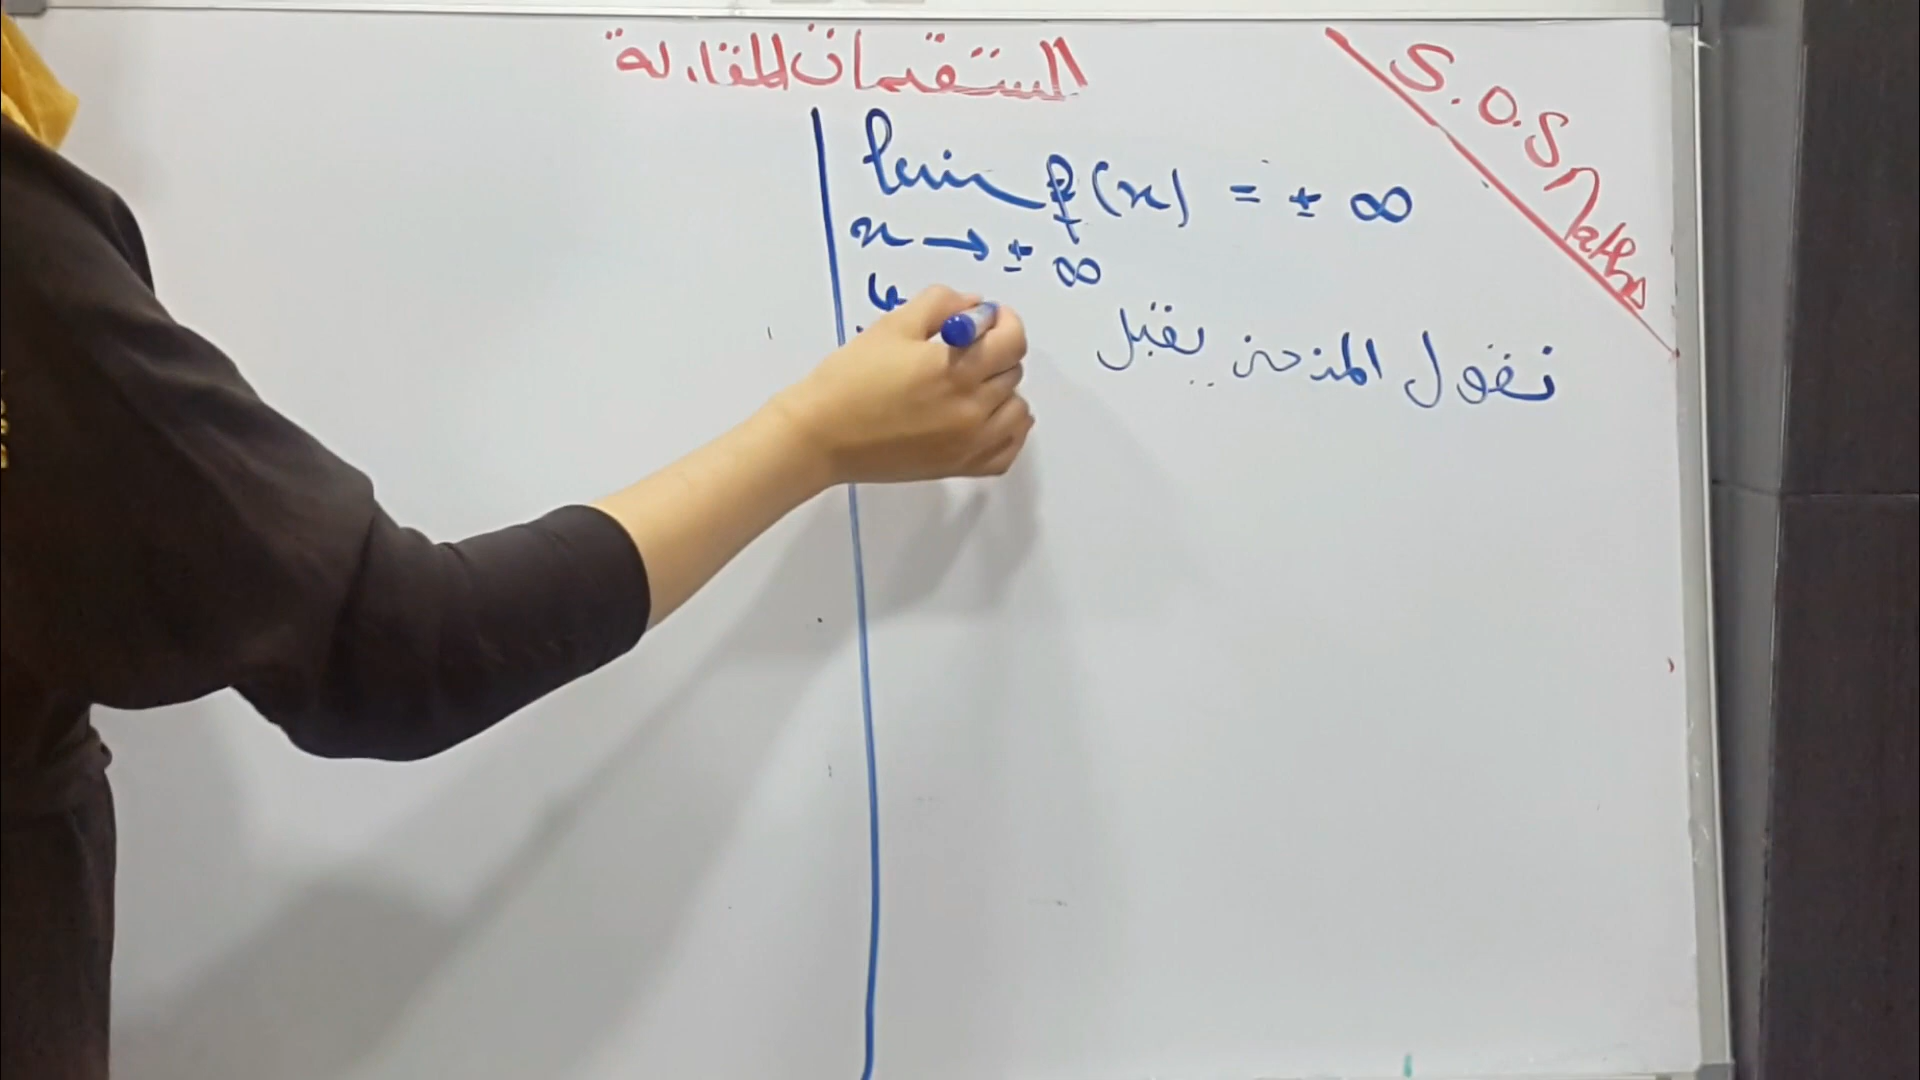 المستقيمات المقاربة
S.O.S Maths
lim f(x) = ± ∞
x → ± ∞
نقول المنحنى يقبل